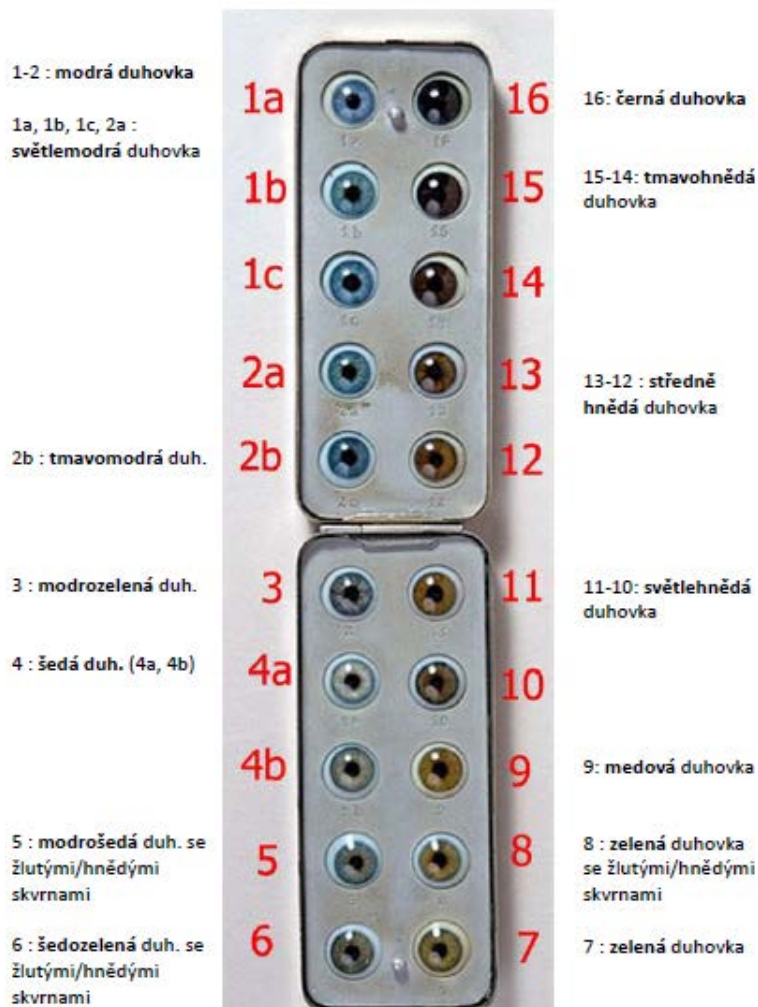 1-2 : modrá duhovka
1a, 1b, 1c, 2a :
světlemodrá duhovka
2b : tmavomodrá duh.
3 : modrozelená duh.
4 : šedá duh. (4a, 4b)
5 : modrošedá duh. se
žlutými/hnědými
skvrnami
6 : šedozelená duh. se
žlutými/hnědými
skvrnami
1a
1b
1c
2a
2b
3
4a
4b
5
6
16
15
14
13
12
11
10
9
8
7
16: černá duhovka
15-14: tmavohnědá
duhovka
13-12 : středně
hnědá duhovka
11-10: světlehnědá
duhovka
9: medová duhovka
8 : zelená duhovka
se žlutými/hnědými
skvrnami
7 : zelená duhovka